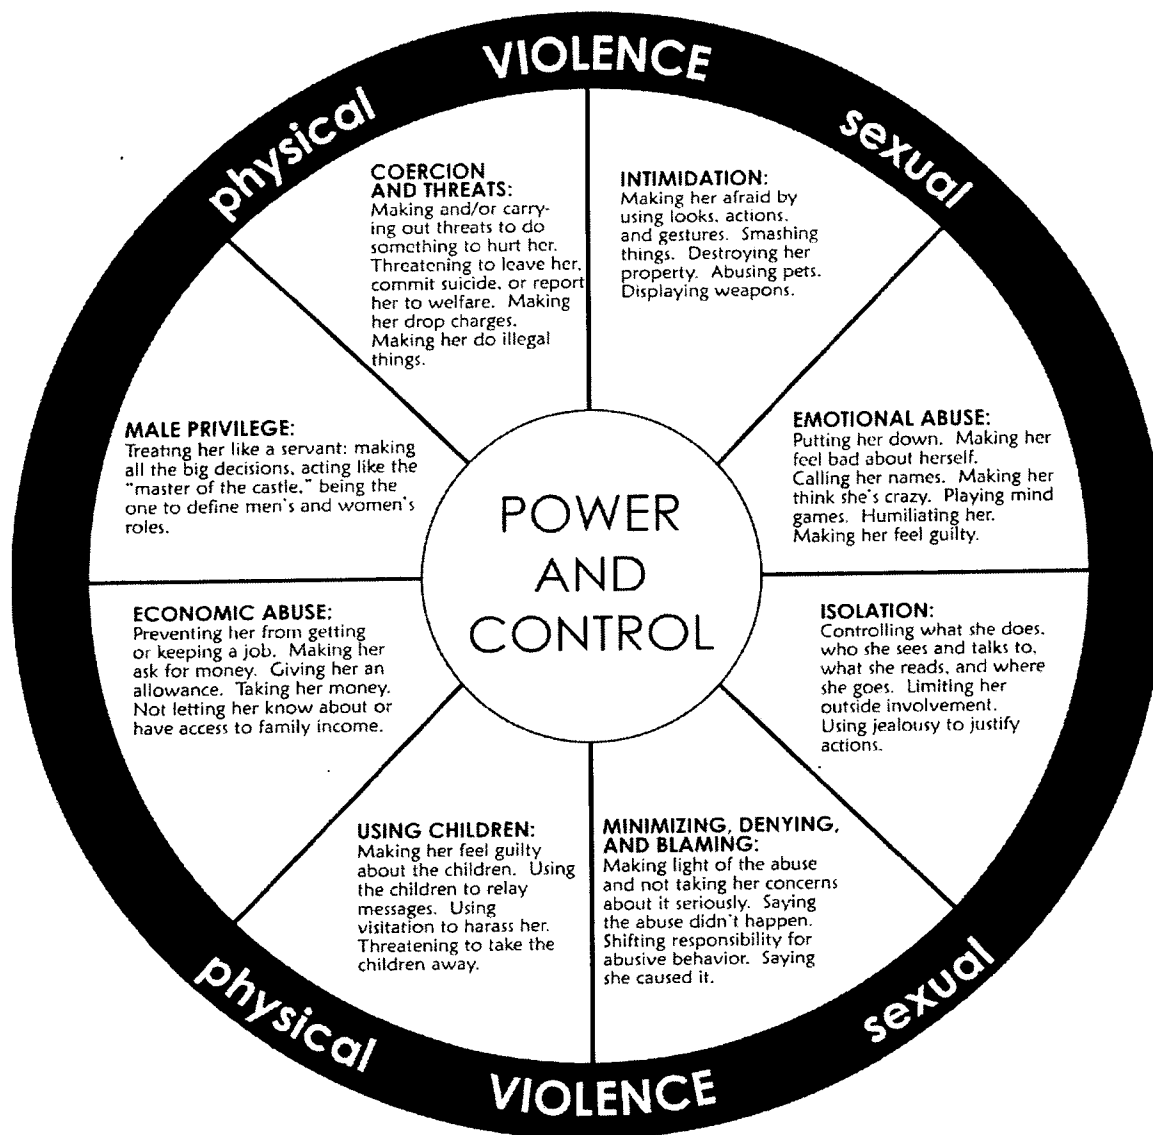 VIOLENCE
physical
sexual
COERCION
AND THREATS:
Making and/or carry-
ing out threats to do
something to hurt her.
Threatening to leave her,
commit suicide, or report
her to welfare. Making
her drop charges.
Making her do illegal
things.
INTIMIDATION:
Making her afraid by
using looks, actions,
and gestures. Smashing
things. Destroying her
property. Abusing pets.
Displaying weapons.
MALE PRIVILEGE:
Treating her like a servant: making
all the big decisions, acting like the
"master of the castle," being the
one to define men's and women's
roles.
EMOTIONAL ABUSE:
Putting her down. Making her
feel bad about herself.
Calling her names. Making her
think she's crazy. Playing mind
games. Humiliating her.
Making her feel guilty.
POWER
AND
CONTROL
ECONOMIC ABUSE:
Preventing her from getting
or keeping a job. Making her
ask for money. Giving her an
allowance. Taking her money.
Not letting her know about or
have access to family income.
ISOLATION:
Controlling what she does,
who she sees and talks to,
what she reads, and where
she goes. Limiting her
outside involvement.
Using jealousy to justify
actions.
USING CHILDREN:
Making her feel guilty
about the children. Using
the children to relay
messages. Using
visitation to harass her.
Threatening to take the
children away.
MINIMIZING, DENYING,
AND BLAMING:
Making light of the abuse
and not taking her concerns
about it seriously. Saying
the abuse didn't happen.
Shifting responsibility for
abusive behavior. Saying
she caused it.
physical
sexual
VIOLENCE